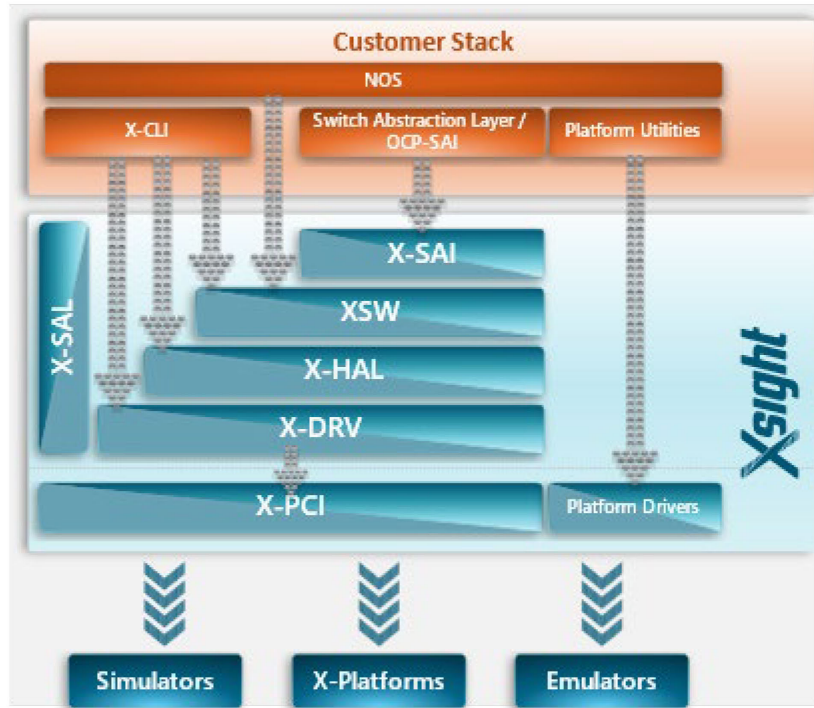 Customer Stack
NOS
X-CLI
Switch Abstraction Layer /
OCP-SAI
Platform Utilities
X-SAL
X-SAI
XSW
X-HAL
X-DRV
X-PCI
Platform Drivers
Xsight
Simulators
X-Platforms
Emulators